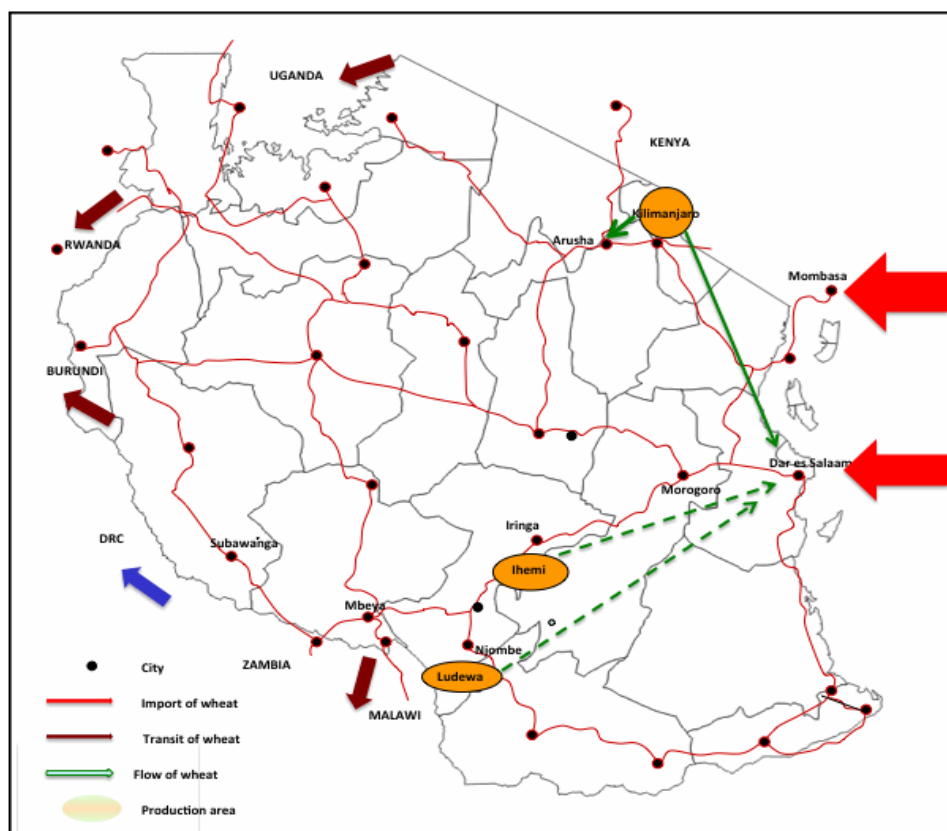 UGANDA
KENYA
Kilimanjaro
RWANDA
Arusha
Mombasa
BURUNDI
Dar es Salaam
Morogoro
Iringa
DRC
Subawanga
Ihemi
Mbeya
Njombe
ZAMBIA
Ludewa
City
Import of wheat
MALAWI
Transit of wheat
Flow of wheat
Production area